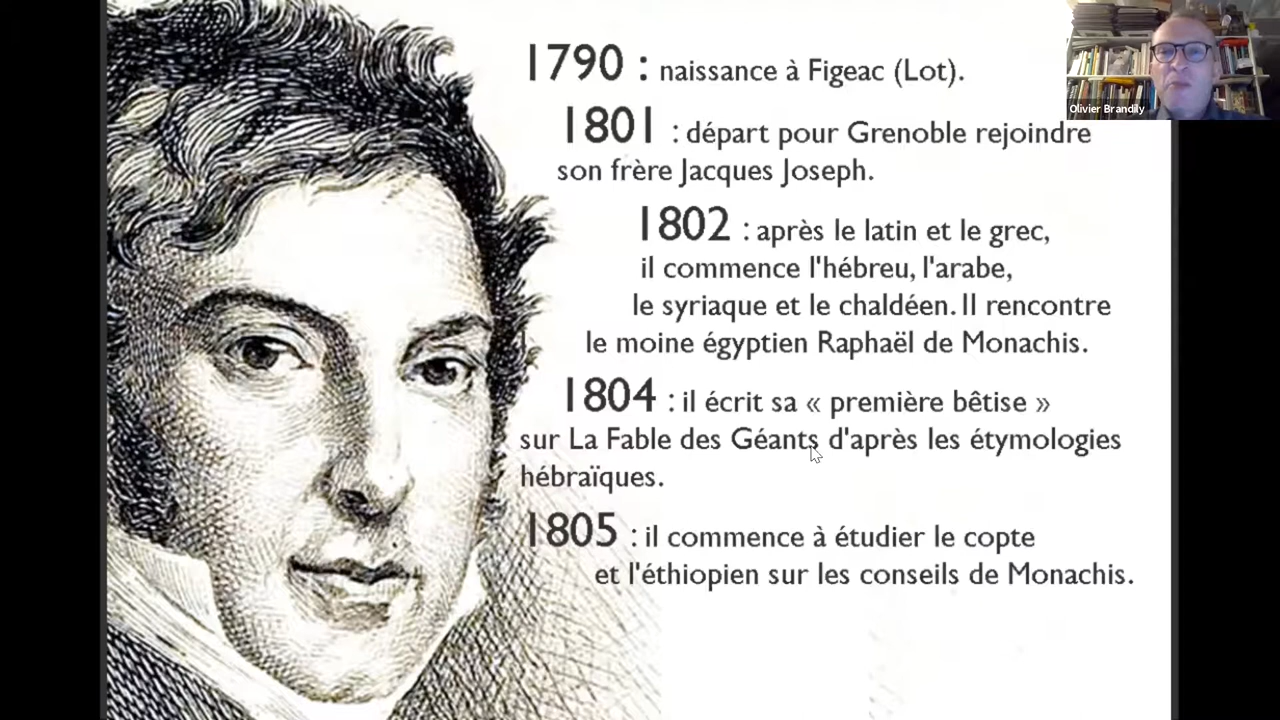 1790 : naissance à Figeac (Lot).
Olivier Brandily
1801 : départ pour Grenoble rejoindre
son frère Jacques Joseph.
1802 : après le latin et le grec,
il commence l'hébreu, l'arabe,
le syriaque et le chaldéen. Il rencontre
le moine égyptien Raphaël de Monachis.
1804 : il écrit sa « première bêtise »
sur La Fable des Géants d'après les étymologies
hébraïques.
1805 : il commence à étudier le copte
et l'éthiopien sur les conseils de Monachis.